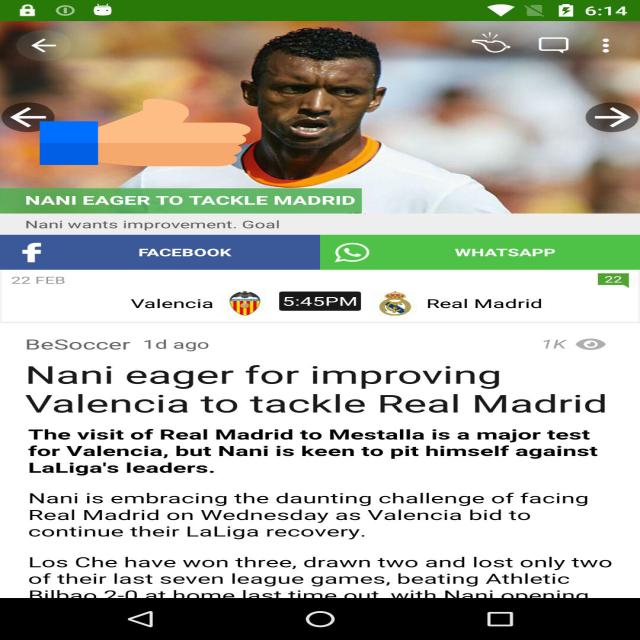 6:14
NANI EAGER TO TACKLE MADRID
Nani wants improvement. Goal
FACEBOOK
WHATSAPP
22 FEB
22
Valencia 5:45PM Real Madrid
BeSoccer 1d ago
1K
Nani eager for improving
Valencia to tackle Real Madrid
The visit of Real Madrid to Mestalla is a major test
for Valencia, but Nani is keen to pit himself against
LaLiga's leaders.
Nani is embracing the daunting challenge of facing
Real Madrid on Wednesday as Valencia bid to
continue their LaLiga recovery.
Los Che have won three, drawn two and lost only two
of their last seven league games, beating Athletic
Bilbao 2-0 at home last time out, with Nani opening